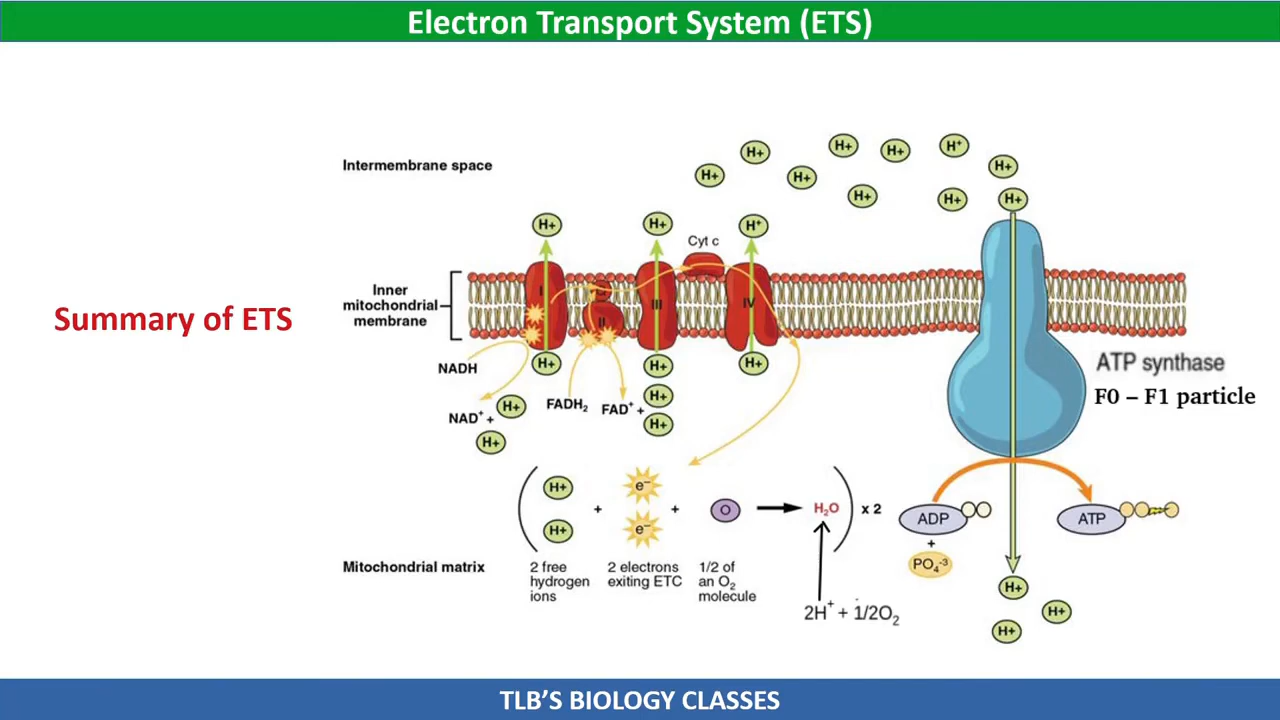 Electron Transport System (ETS)
Intermembrane space
H+
H+
H+
H+
H+
H+
H+
H+
H+
H+
H+
H+
H⁺
Cyt c
Summary of ETS
Inner
mitochondrial
membrane
I
II
III
IV
H+
H+
H+
H+
H+
NADH
NAD⁺ +
H+
H+
FADH₂
FAD⁺ +
ATP synthase
F0 – F1 particle
H+
H+
+
e⁻
e⁻
+
O
H₂O
x 2
2 free
hydrogen
ions
2 electrons
exiting ETC
1/2 of
an O₂
molecule
2H⁺ + 1/2O₂
Mitochondrial matrix
ADP
+
PO₄⁻³
ATP
H+
H+
H+
TLB'S BIOLOGY CLASSES